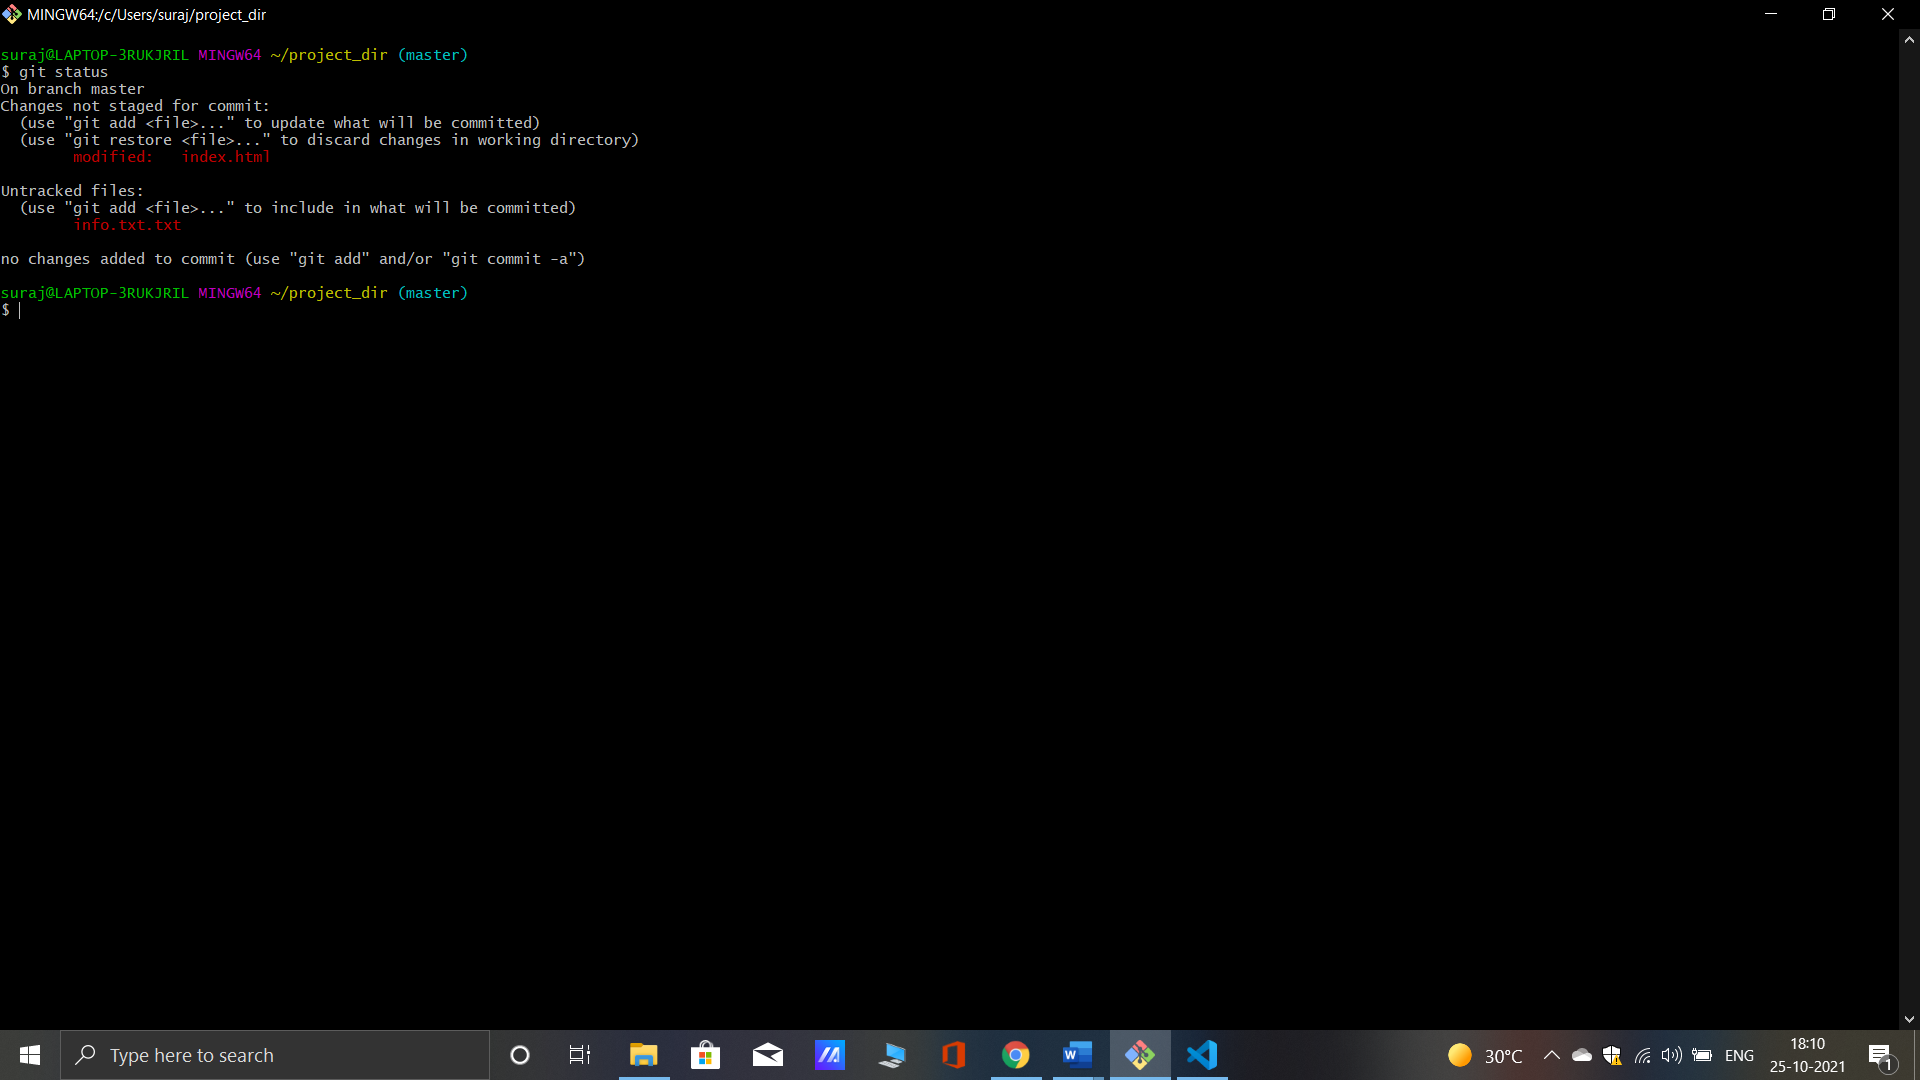 MINGW64:/c/Users/suraj/project_dir
suraj@LAPTOP-3RUKJRIL MINGW64 ~/project_dir (master)
$ git status
On branch master
Changes not staged for commit:
  (use "git add <file>..." to update what will be committed)
  (use "git restore <file>..." to discard changes in working directory)
        modified:   index.html

Untracked files:
  (use "git add <file>..." to include in what will be committed)
        info.txt.txt

no changes added to commit (use "git add" and/or "git commit -a")

suraj@LAPTOP-3RUKJRIL MINGW64 ~/project_dir (master)
$
Type here to search
W
30°C
ENG
18:10
25-10-2021
1